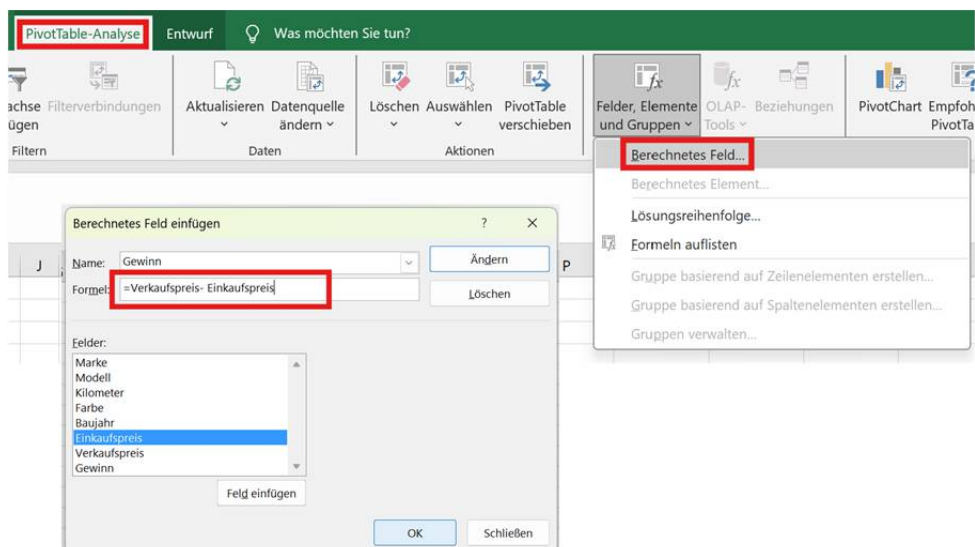 PivotTable-Analyse Entwurf Was möchten Sie tun?
achse Filterverbindungen Aktualisieren Datenquelle Löschen Auswählen PivotTable Felder, Elemente OLAP- Beziehungen PivotChart Empfoh
ügen ändern verschieben und Gruppen Tools PivotTa
Filtern Daten Aktionen
Berechnetes Feld...
Berechnetes Element...
Lösungsreihenfolge...
Formeln auflisten
Gruppe basierend auf Zeilenelementen erstellen...
Gruppe basierend auf Spaltenelementen erstellen...
Gruppen verwalten...
Berechnetes Feld einfügen ? ×
J Name: Gewinn Ändern P
Formel: =Verkaufspreis- Einkaufspreis Löschen
Felder:
Marke
Modell
Kilometer
Farbe
Baujahr
Einkaufspreis
Verkaufspreis
Gewinn
Feld einfügen
OK Schließen